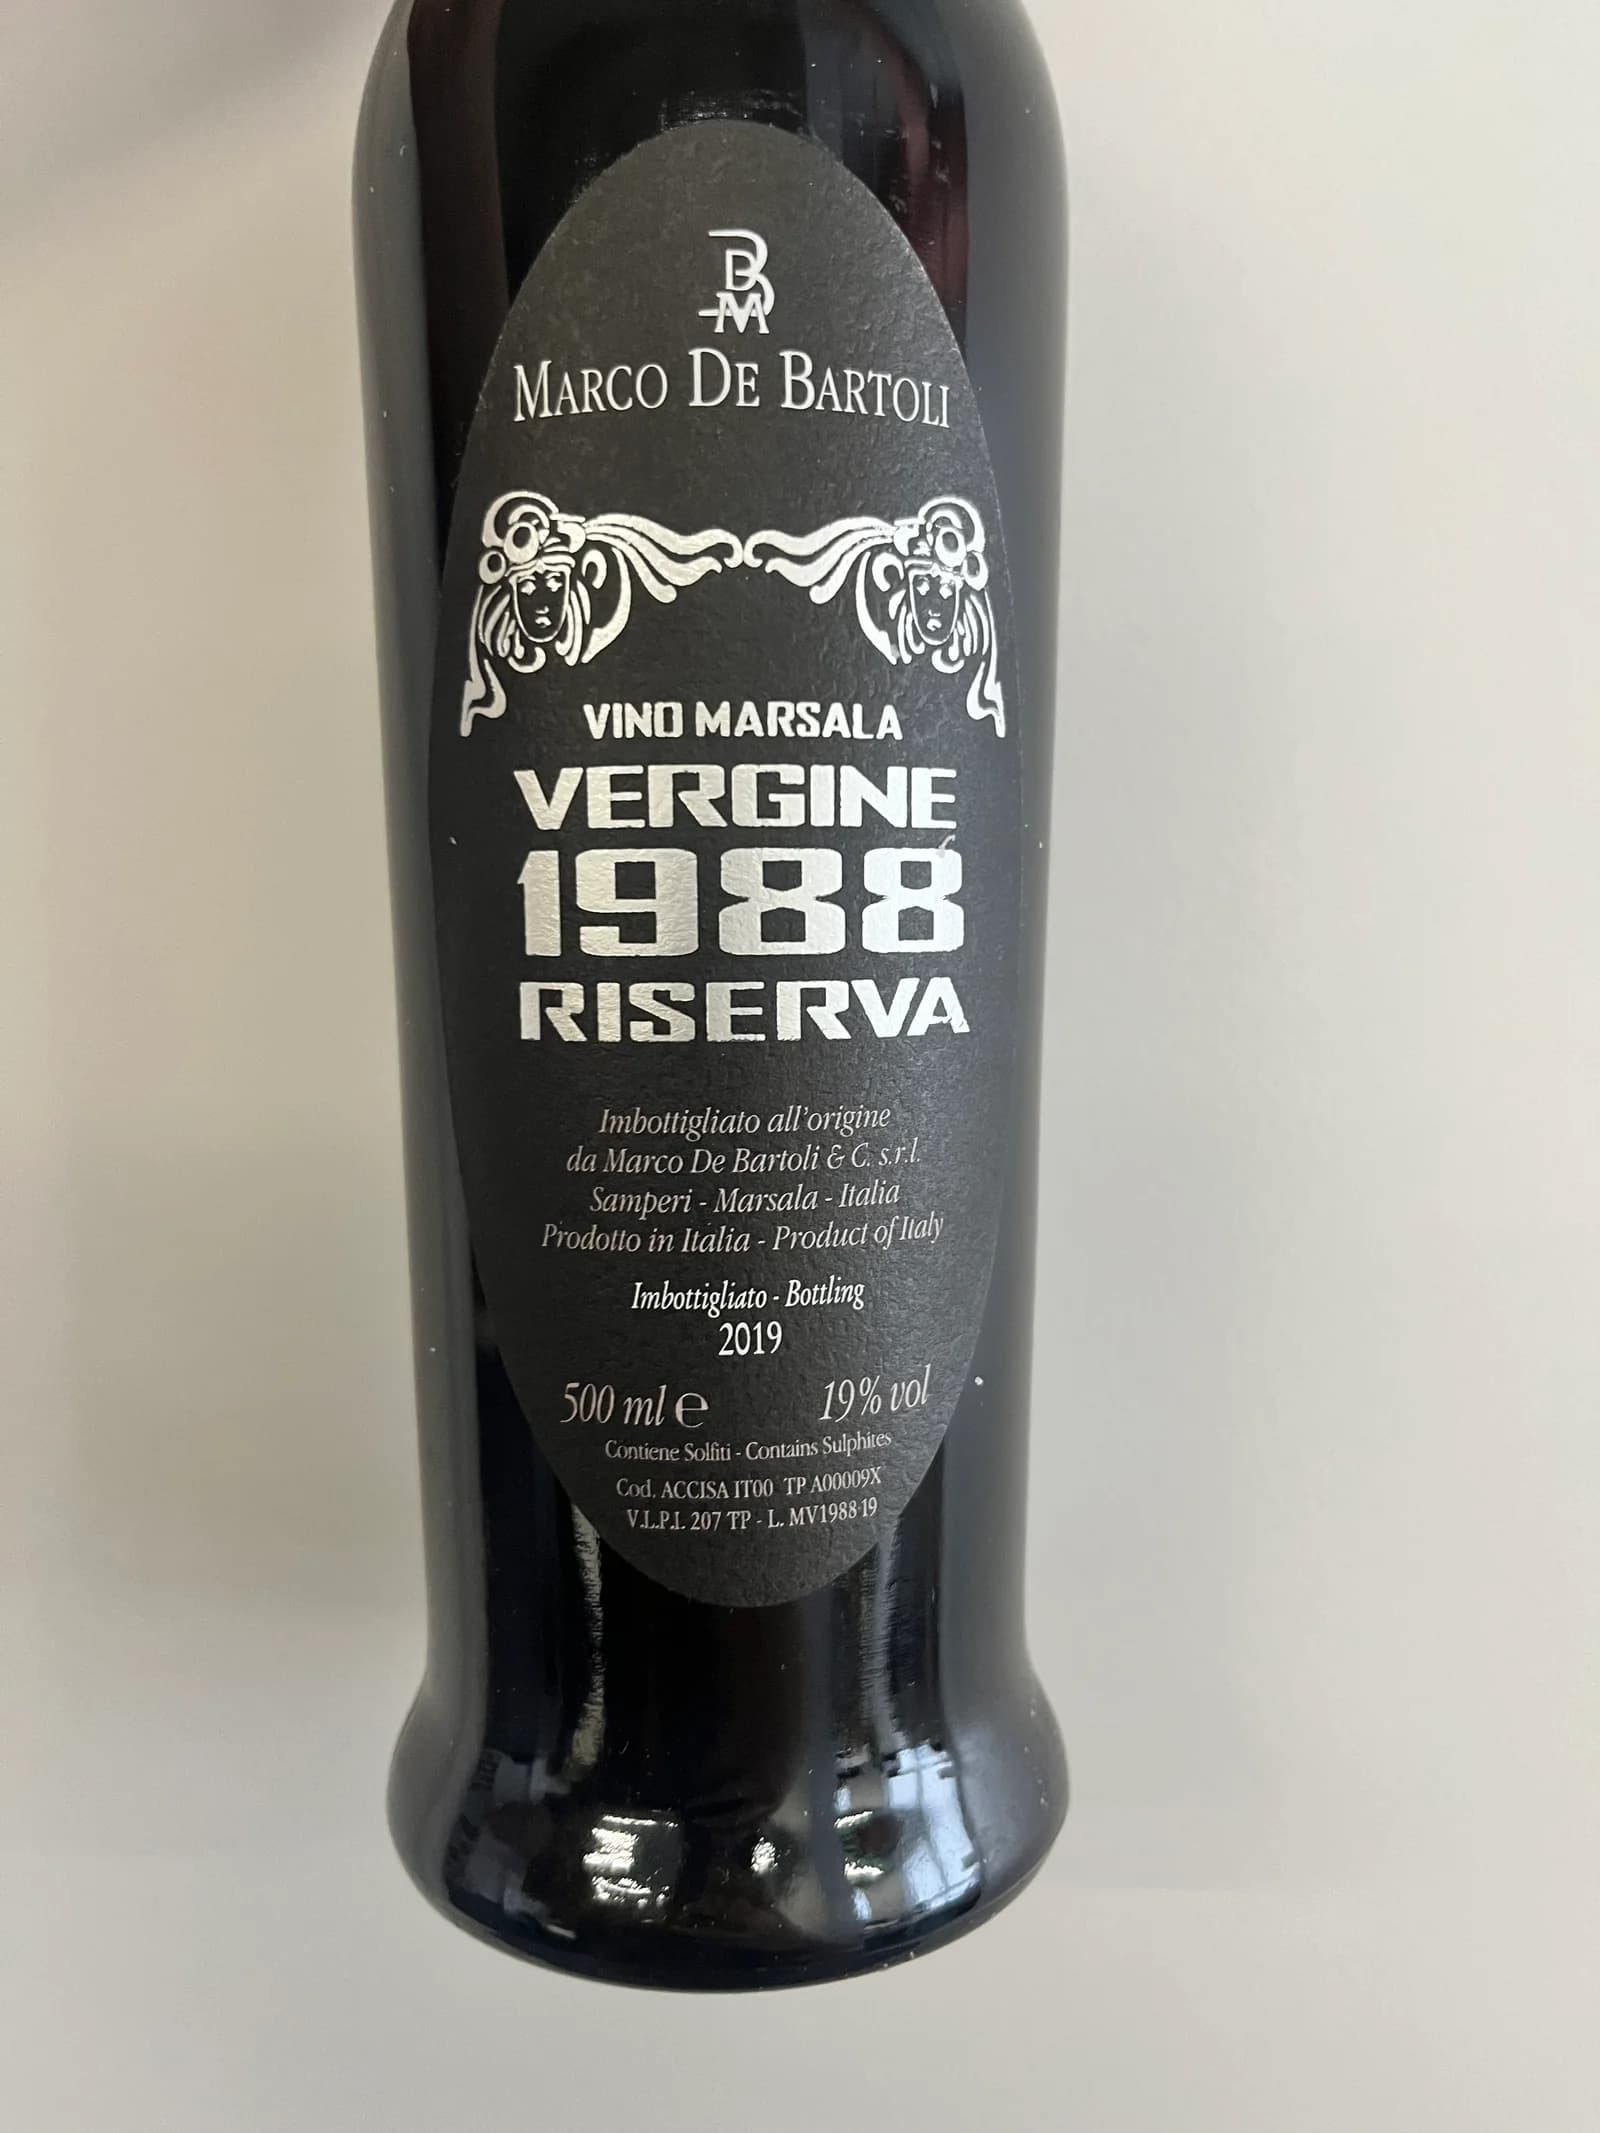 DBM
MARCO DE BARTOLI
VINO MARSALA
VERGINE
1988
RISERVA
Imbottigliato all'origine
da Marco De Bartoli & C. s.r.l.
Samperi - Marsala - Italia
Prodotto in Italia - Product of Italy
Imbottigliato - Bottling
2019
500 ml e 19% vol
Contiene Solfiti - Contains Sulphites
Cod. ACCISA IT00 TP A00009X
V.L.P.I. 207 TP - L. MV1988-19